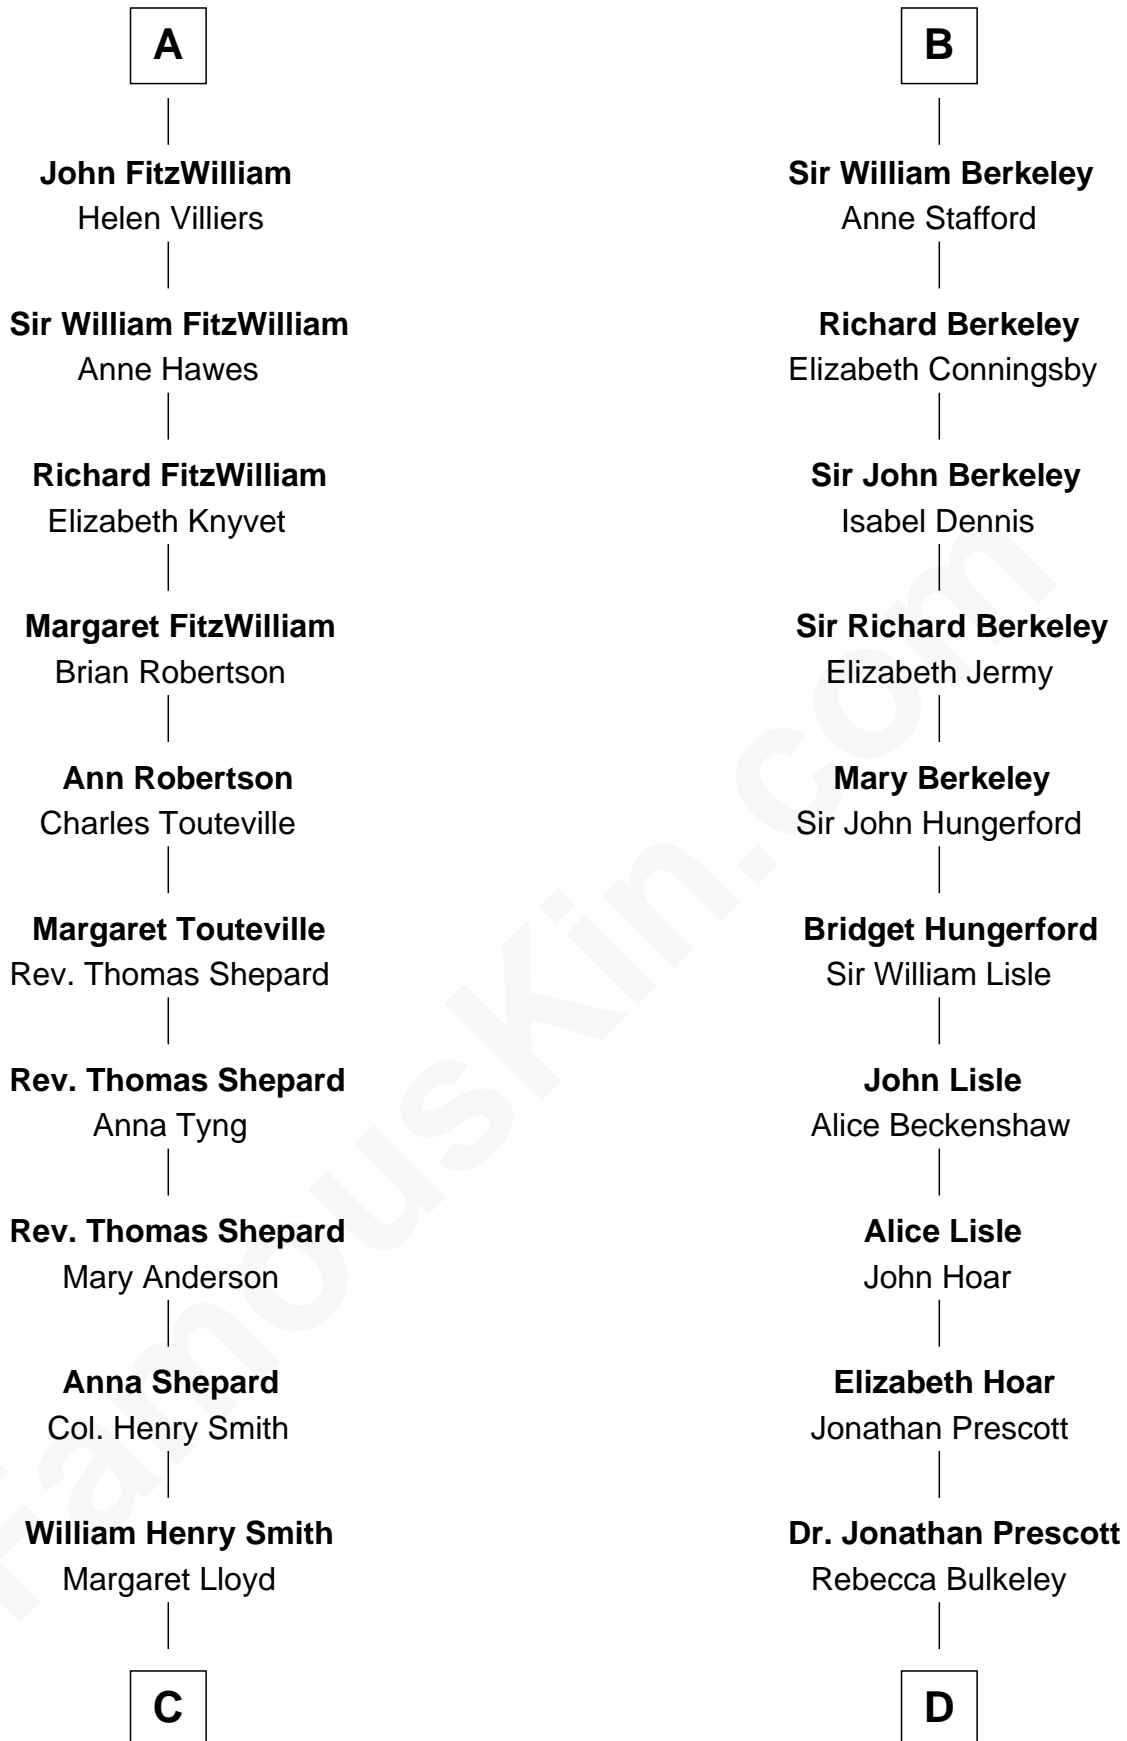 A
John FitzWilliam
Helen Villiers
Sir William FitzWilliam
Anne Hawes
Richard FitzWilliam
Elizabeth Knyvet
Margaret FitzWilliam
Brian Robertson
Ann Robertson
Charles Touteville
Margaret Touteville
Rev. Thomas Shepard
Rev. Thomas Shepard
Anna Tyng
Rev. Thomas Shepard
Mary Anderson
Anna Shepard
Col. Henry Smith
William Henry Smith
Margaret Lloyd
C
B
Sir William Berkeley
Anne Stafford
Richard Berkeley
Elizabeth Conningsby
Sir John Berkeley
Isabel Dennis
Sir Richard Berkeley
Elizabeth Jermy
Mary Berkeley
Sir John Hungerford
Bridget Hungerford
Sir William Lisle
John Lisle
Alice Beckenshaw
Alice Lisle
John Hoar
Elizabeth Hoar
Jonathan Prescott
Dr. Jonathan Prescott
Rebecca Bulkeley
D
FamousKin.com